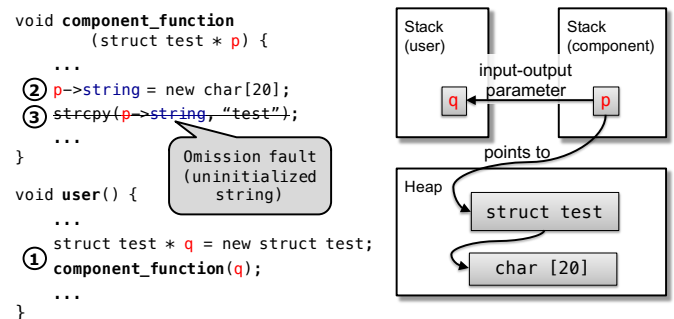 void component_function
(struct test * p) {
...
2 p->string = new char[20];
3 strcpy(p->string, “test”);
...
}
Omission fault
(uninitialized
string)
void user() {
...
struct test * q = new struct test;
1
component_function(q);
...
}
Stack
(user)
Stack
(component)
input-output
parameter
q
p
points to
Heap
struct test
char [20]